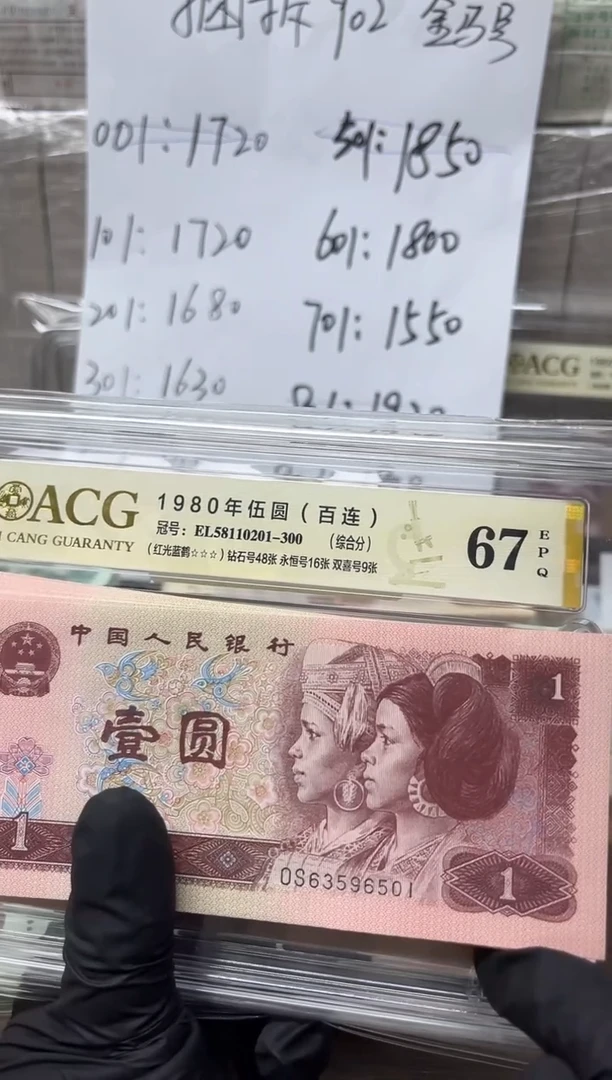 902 金马号
001:1720 501:1850
101: 1720 601:1800
201: 1680 701:1550
301: 1630
ACG
ACG 1980年伍圆(百连)
CANG GUARANTY 冠号: EL58110201-300 (综合分) 67 EPQ
(红光蓝鹤☆☆☆) 钻石号48张 永恒号16张 双喜号9张
中国人民银行
1
壹圆
1
OS63596501
1